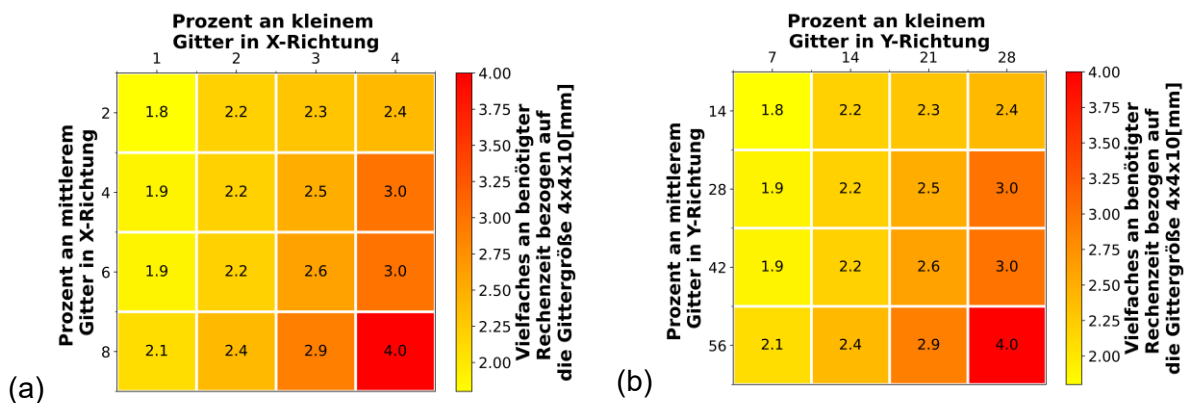 Prozent an kleinem
Gitter in X-Richtung
1 2 3 4
Prozent an mittlerem
Gitter in X-Richtung
2 1.8 2.2 2.3 2.4
4 1.9 2.2 2.5 3.0
6 1.9 2.2 2.6 3.0
8 2.1 2.4 2.9 4.0
4.00
3.75
3.50
3.25
3.00
2.75
2.50
2.25
2.00
Vielfaches an benötigter
Rechenzeit bezogen auf
die Gittergröße 4x4x10[mm]
(a)
Prozent an kleinem
Gitter in Y-Richtung
7 14 21 28
Prozent an mittlerem
Gitter in Y-Richtung
14 1.8 2.2 2.3 2.4
28 1.9 2.2 2.5 3.0
42 1.9 2.2 2.6 3.0
56 2.1 2.4 2.9 4.0
4.00
3.75
3.50
3.25
3.00
2.75
2.50
2.25
2.00
Vielfaches an benötigter
Rechenzeit bezogen auf
die Gittergröße 4x4x10[mm]
(b)